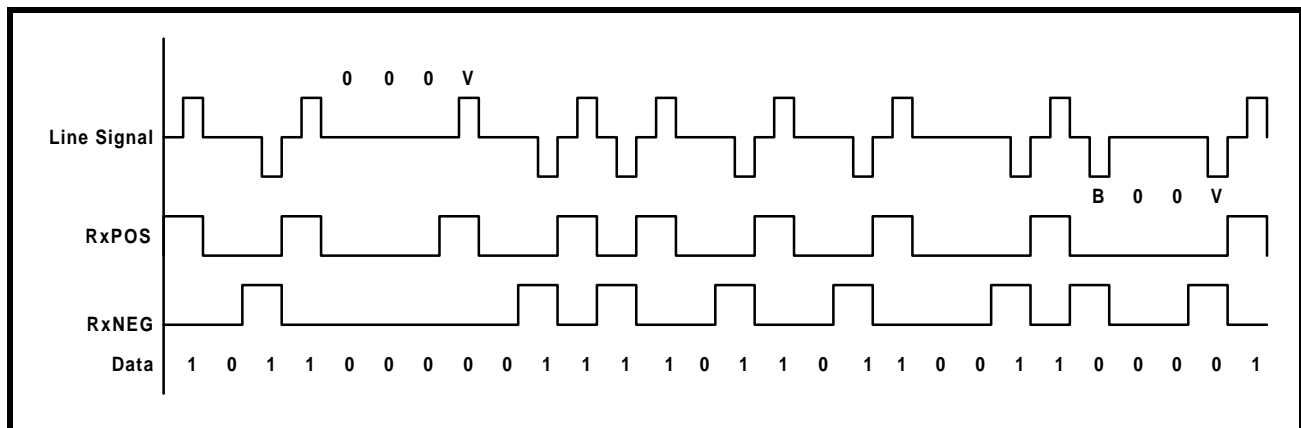 0 0 0 V
Line Signal
B 0 0 V
RxPOS
RxNEG
Data 1 0 1 1 0 0 0 0 0 1 1 1 1 0 1 1 0 1 1 0 0 1 1 0 0 0 0 1